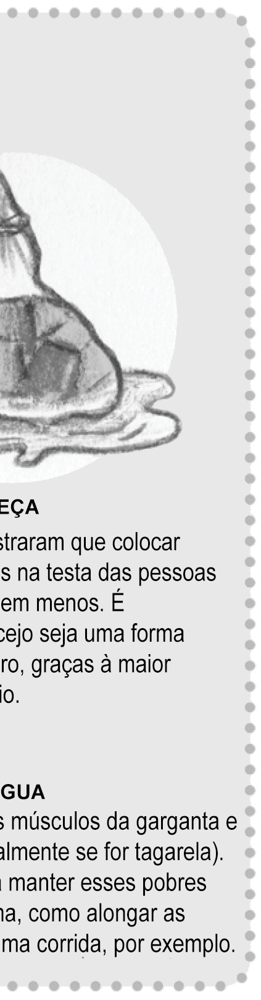 EÇA
straram que colocar
s na testa das pessoas
em menos. É
cejo seja uma forma
ro, graças à maior
io.
GUA
s músculos da garganta e
almente se for tagarela).
a manter esses pobres
na, como alongar as
ma corrida, por exemplo.